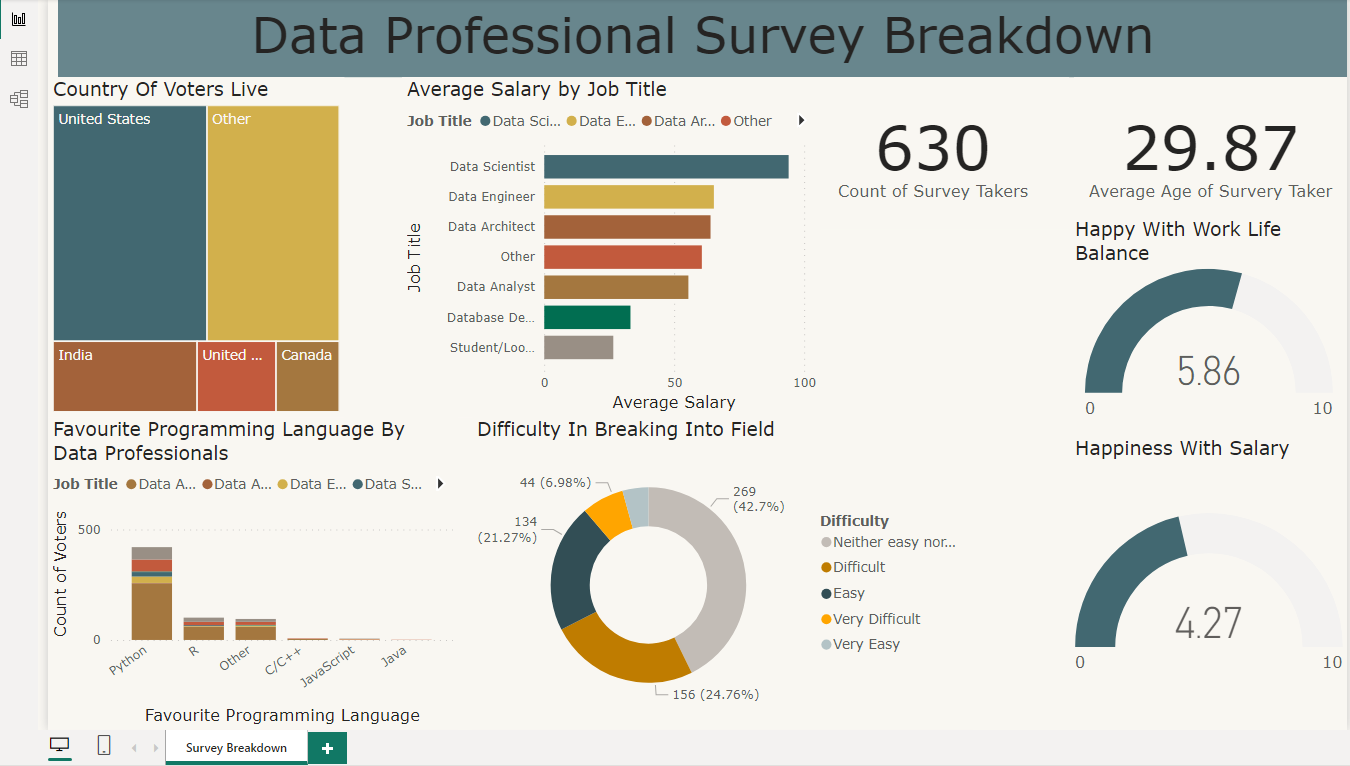 Data Professional Survey Breakdown
Country Of Voters Live
United States
Other
India
United ...
Canada
Average Salary by Job Title
Job Title Data Sci... Data E... Data Ar... Other
Job Title
Data Scientist
Data Engineer
Data Architect
Other
Data Analyst
Database De...
Student/Loo...
0 50 100
Average Salary
630
Count of Survey Takers
29.87
Average Age of Survery Taker
Happy With Work Life
Balance
5.86
0 10
Favourite Programming Language By
Data Professionals
Job Title Data A... Data A... Data E... Data S...
Count of Voters
500
0
Python
R
Other
C/C++
JavaScript
Java
Favourite Programming Language
Difficulty In Breaking Into Field
44 (6.98%)
269
(42.7%)
134
(21.27%)
156 (24.76%)
Difficulty
Neither easy nor...
Difficult
Easy
Very Difficult
Very Easy
Happiness With Salary
4.27
0 10
Survey Breakdown